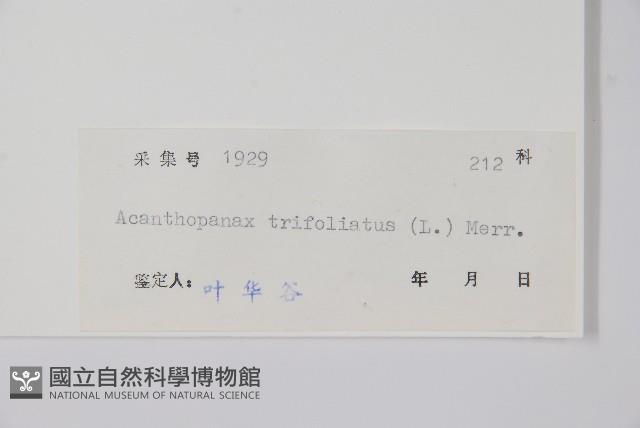 采集号 1929 212 科
Acanthopanax trifoliatus (L.) Merr.
鉴定人: 叶华谷 年 月 日
國立自然科學博物館
NATIONAL MUSEUM OF NATURAL SCIENCE